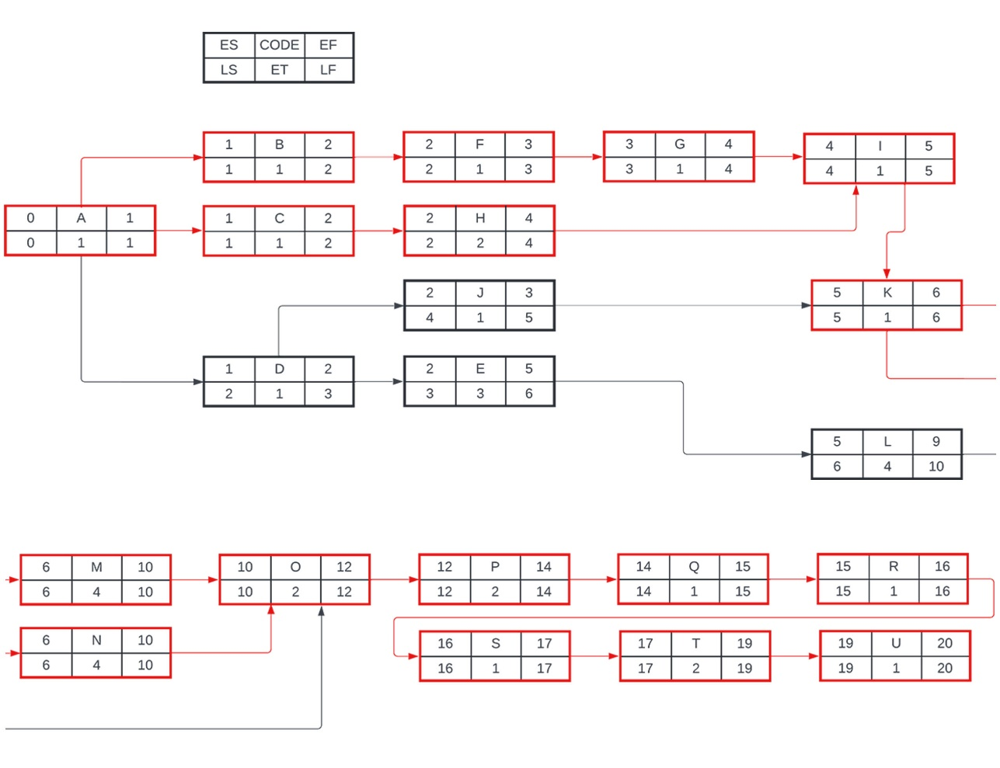 ES CODE EF
LS ET LF
1 B 2
1 1 2
2 F 3
2 1 3
3 G 4
3 1 4
4 I 5
4 1 5
0 A 1
0 1 1
1 C 2
1 1 2
2 H 4
2 2 4
2 J 3
4 1 5
5 K 6
5 1 6
1 D 2
2 1 3
2 E 5
3 3 6
5 L 9
6 4 10
6 M 10
6 4 10
10 O 12
10 2 12
12 P 14
12 2 14
14 Q 15
14 1 15
15 R 16
15 1 16
6 N 10
6 4 10
16 S 17
16 1 17
17 T 19
17 2 19
19 U 20
19 1 20